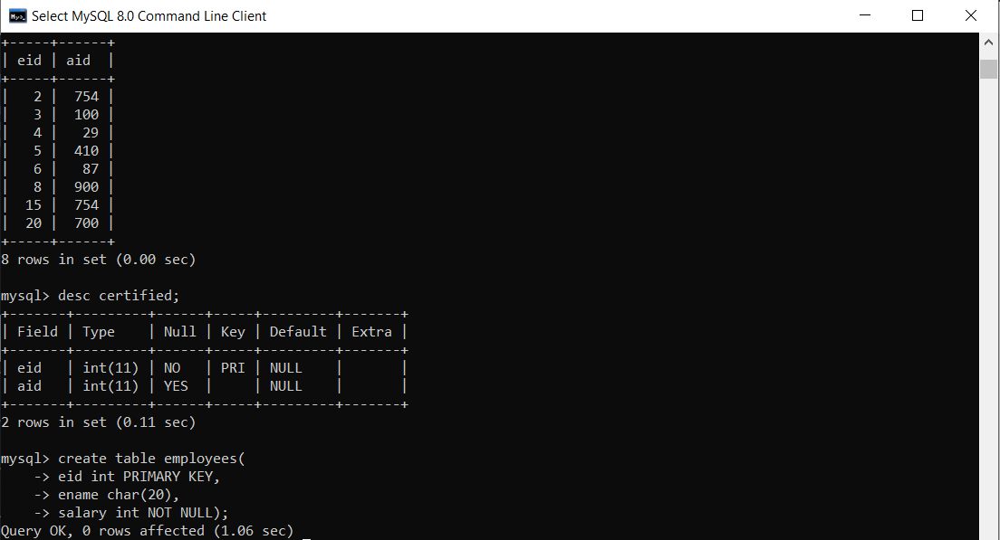 Select MySQL 8.0 Command Line Client
+-----+------+
| eid | aid  |
+-----+------+
|   2 |  754 |
|   3 |  100 |
|   4 |   29 |
|   5 |  410 |
|   6 |   87 |
|   8 |  900 |
|  15 |  754 |
|  20 |  700 |
+-----+------+
8 rows in set (0.00 sec)

mysql> desc certified;
+-------+---------+------+-----+---------+-------+
| Field | Type    | Null | Key | Default | Extra |
+-------+---------+------+-----+---------+-------+
| eid   | int(11) | NO   | PRI | NULL    |       |
| aid   | int(11) | YES  |     | NULL    |       |
+-------+---------+------+-----+---------+-------+
2 rows in set (0.11 sec)

mysql> create table employees(
    -> eid int PRIMARY KEY,
    -> ename char(20),
    -> salary int NOT NULL);
Query OK, 0 rows affected (1.06 sec)